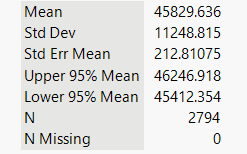 Mean 45829.636
Std Dev 11248.815
Std Err Mean 212.81075
Upper 95% Mean 46246.918
Lower 95% Mean 45412.354
N 2794
N Missing 0